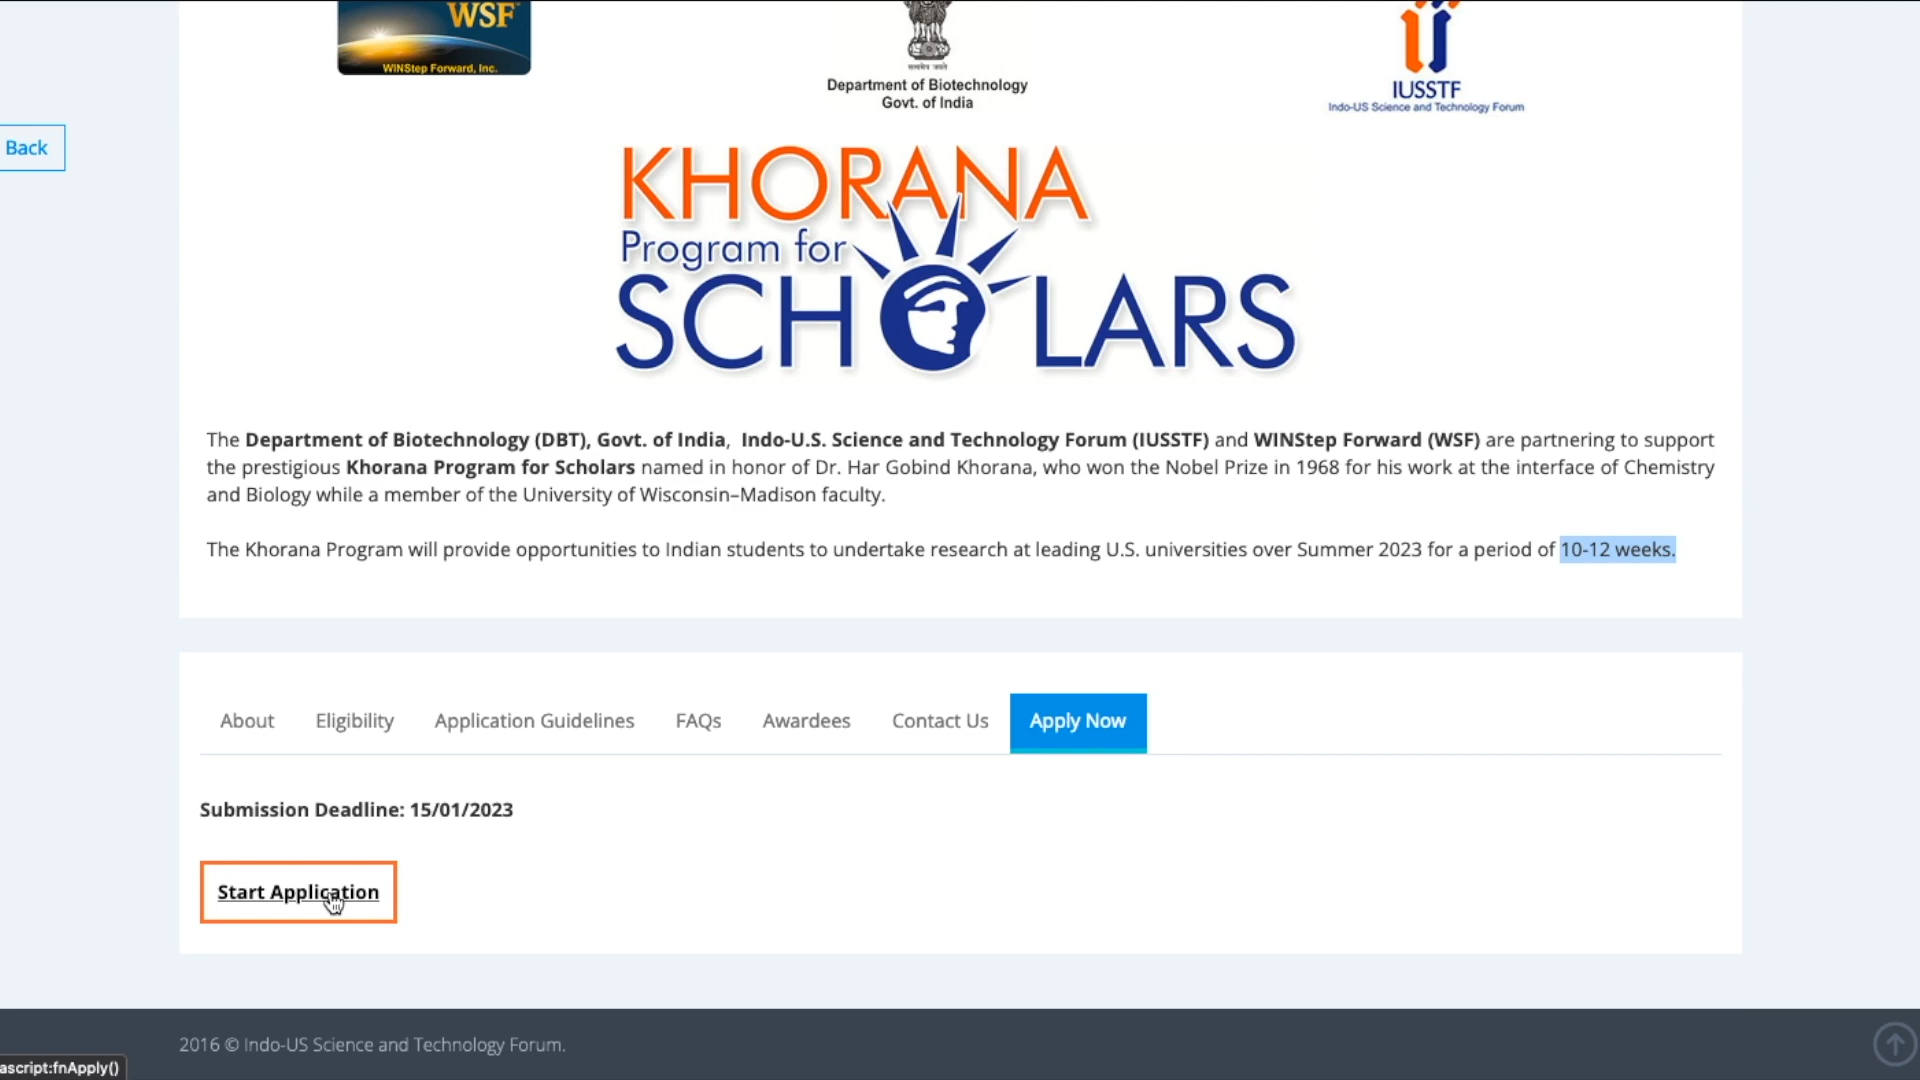 WSF
WINStep Forward, Inc.
सत्यमेव जयते
Department of Biotechnology
Govt. of India
IUSSTF
Indo-US Science and Technology Forum
Back
KHORANA
Program for
SCHOLARS
The Department of Biotechnology (DBT), Govt. of India, Indo-U.S. Science and Technology Forum (IUSSTF) and WINStep Forward (WSF) are partnering to support
the prestigious Khorana Program for Scholars named in honor of Dr. Har Gobind Khorana, who won the Nobel Prize in 1968 for his work at the interface of Chemistry
and Biology while a member of the University of Wisconsin–Madison faculty.
The Khorana Program will provide opportunities to Indian students to undertake research at leading U.S. universities over Summer 2023 for a period of 10-12 weeks.
About Eligibility Application Guidelines FAQs Awardees Contact Us Apply Now
Submission Deadline: 15/01/2023
Start Application
2016 © Indo-US Science and Technology Forum.
ascript:fnApply()